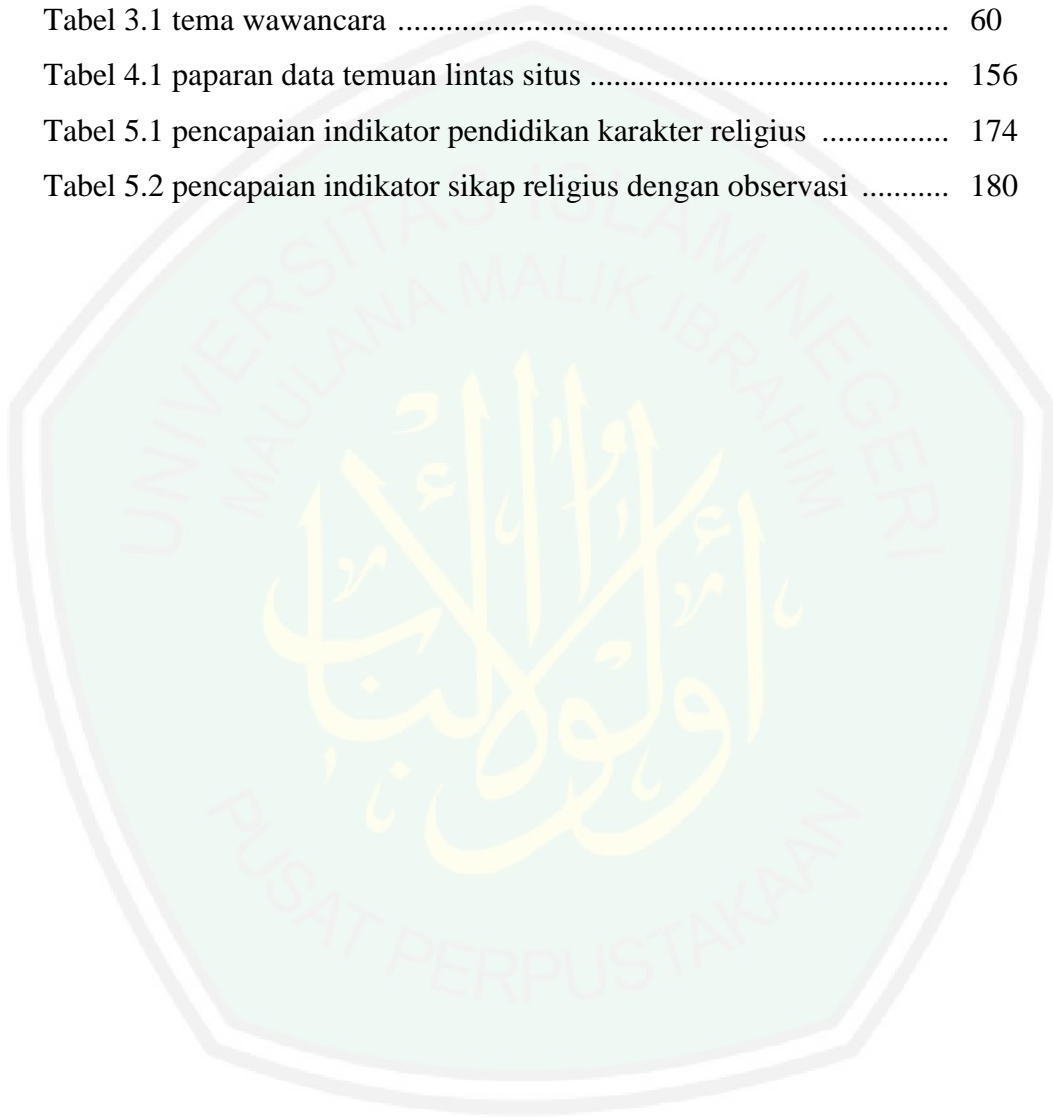 Tabel 3.1 tema wawancara ...................................................................... 60
Tabel 4.1 paparan data temuan lintas situs .............................................. 156
Tabel 5.1 pencapaian indikator pendidikan karakter religius ................ 174
Tabel 5.2 pencapaian indikator sikap religius dengan observasi ........... 180
UNIVERSITAS ISLAM NEGERI
MAULANA MALIK IBRAHIM
أولوا الألباب
PUSAT PERPUSTAKAAN